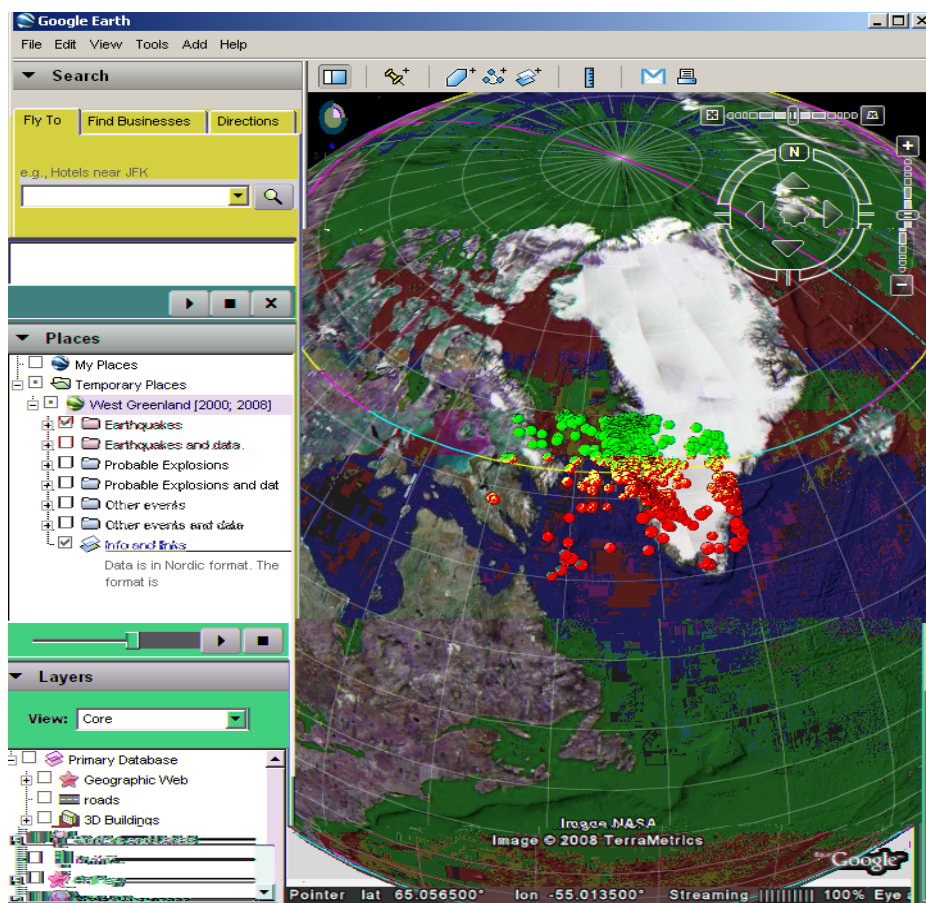 Google Earth
File Edit View Tools Add Help
Search
Fly To Find Businesses Directions
e.g., Hotels near JFK
N
Places
My Places
Temporary Places
West Greenland [2000; 2008]
Earthquakes
Earthquakes and data.
Probable Explosions
Probable Explosions and dat
Other events
Other events and data
Info and links
Data is in Nordic format. The
format is
Layers
View: Core
Primary Database
Geographic Web
roads
3D Buildings
Image NASA
Image © 2008 TerraMetrics
Google
Pointer lat 65.056500° lon -55.013500° Streaming 100% Eye